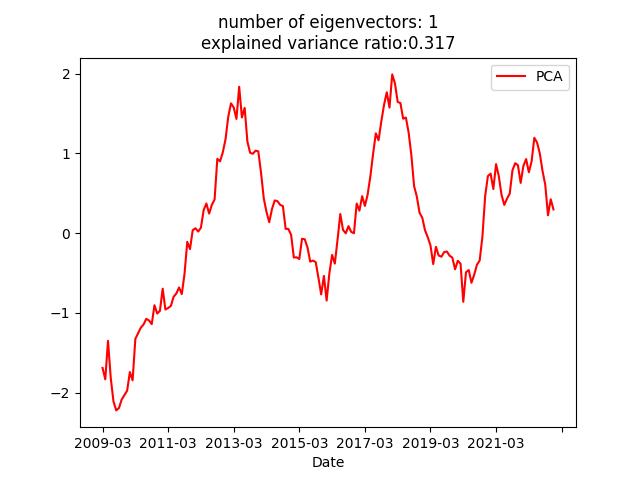 number of eigenvectors: 1
explained variance ratio:0.317
PCA
2
1
0
−1
−2
2009-03 2011-03 2013-03 2015-03 2017-03 2019-03 2021-03
Date